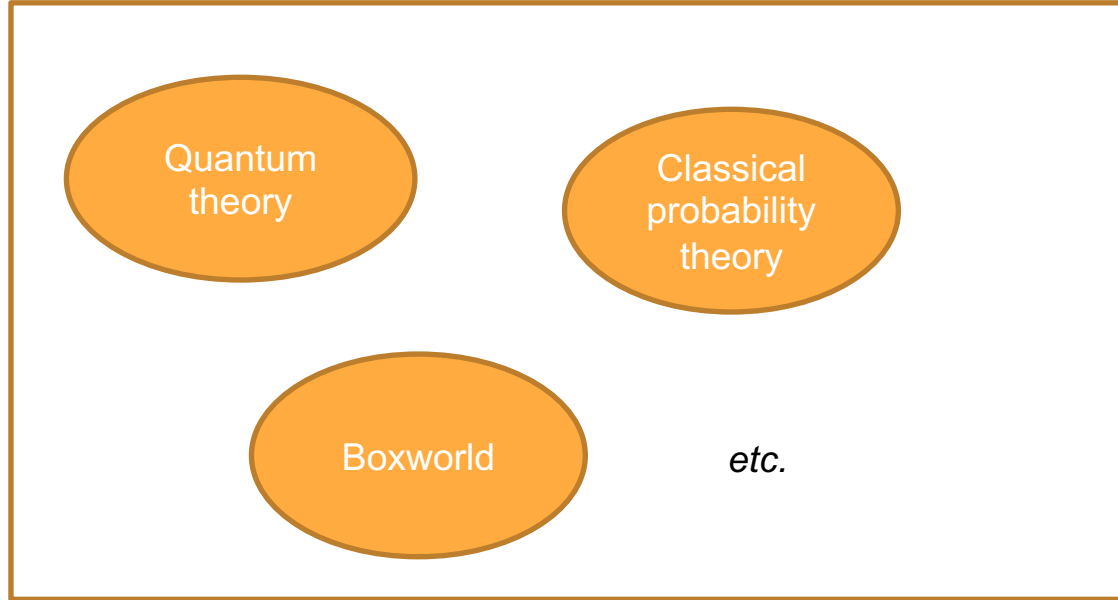 Quantum
theory
Classical
probability
theory
Boxworld
etc.